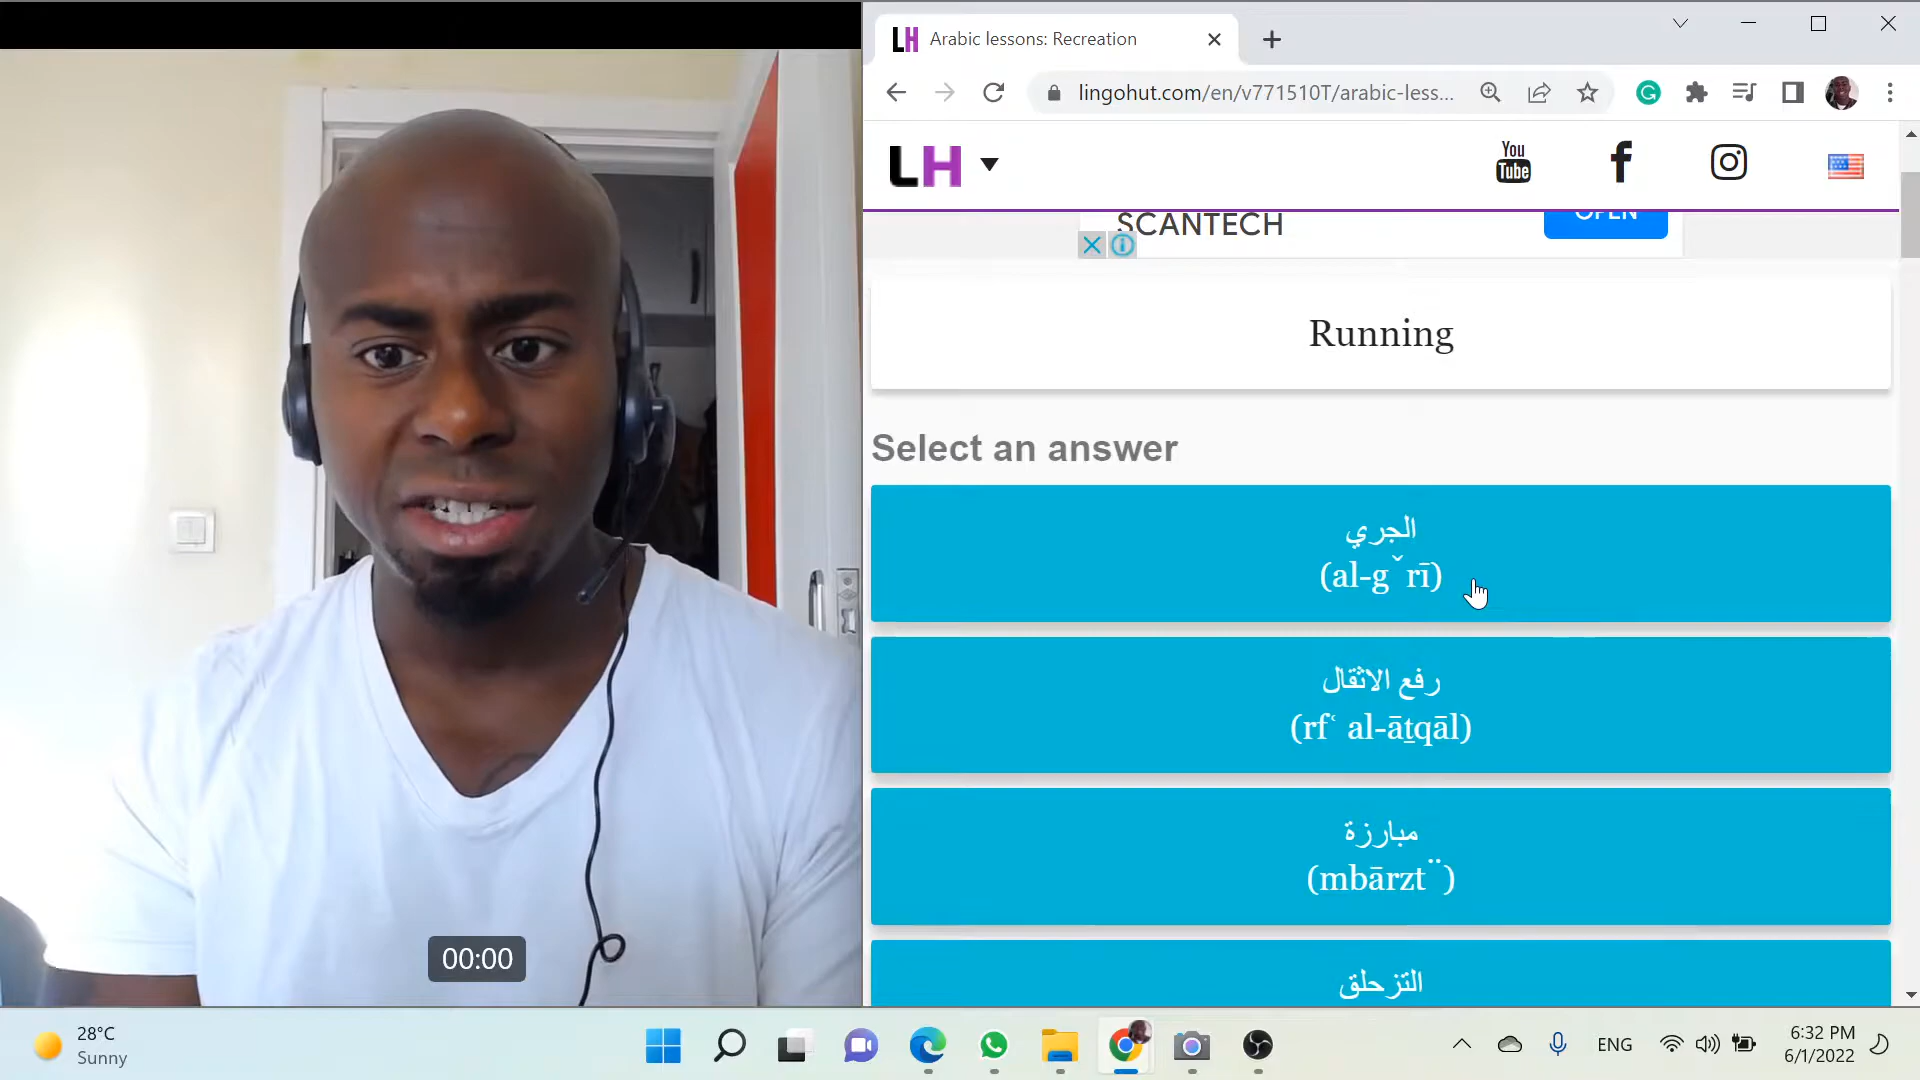 LH Arabic lessons: Recreation
lingohut.com/en/v771510T/arabic-less...
LH
You
Tube
SCANTECH
OPEN
Running
Select an answer
الجري
(al-gˇrī)
رفع الاثقال
(rfʿ al-āṯqāl)
مبارزة
(mbārzt¨)
التزحلق
00:00
28°C
Sunny
ENG
6:32 PM
6/1/2022